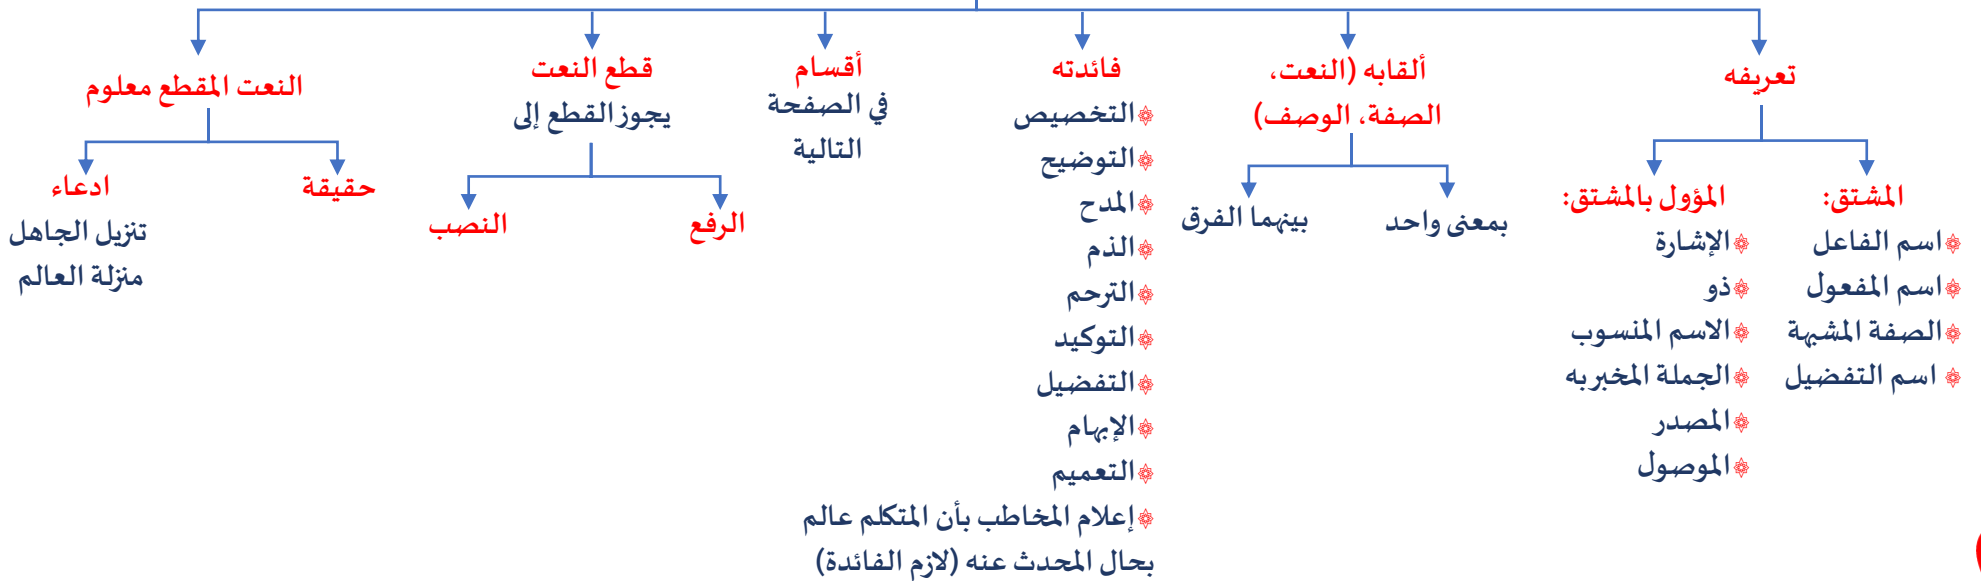 تعريفه
المشتق:
اسم الفاعل
اسم المفعول
الصفة المشبهة
اسم التفضيل
المؤول بالمشتق:
الإشارة
ذو
الاسم المنسوب
الجملة المخبر به
المصدر
الموصول
ألقابه (النعت،
الصفة، الوصف)
بمعنى واحد
بينهما الفرق
فائدته
التخصيص
التوضيح
المدح
الذم
الترحم
التوكيد
التفضيل
الإبهام
التعميم
إعلام المخاطب بأن المتكلم عالم
بحال المحدث عنه (لازم الفائدة)
أقسام
في الصفحة
التالية
قطع النعت
يجوز القطع إلى
الرفع
النصب
النعت المقطع معلوم
حقيقة
ادعاء
تنزيل الجاهل
منزلة العالم